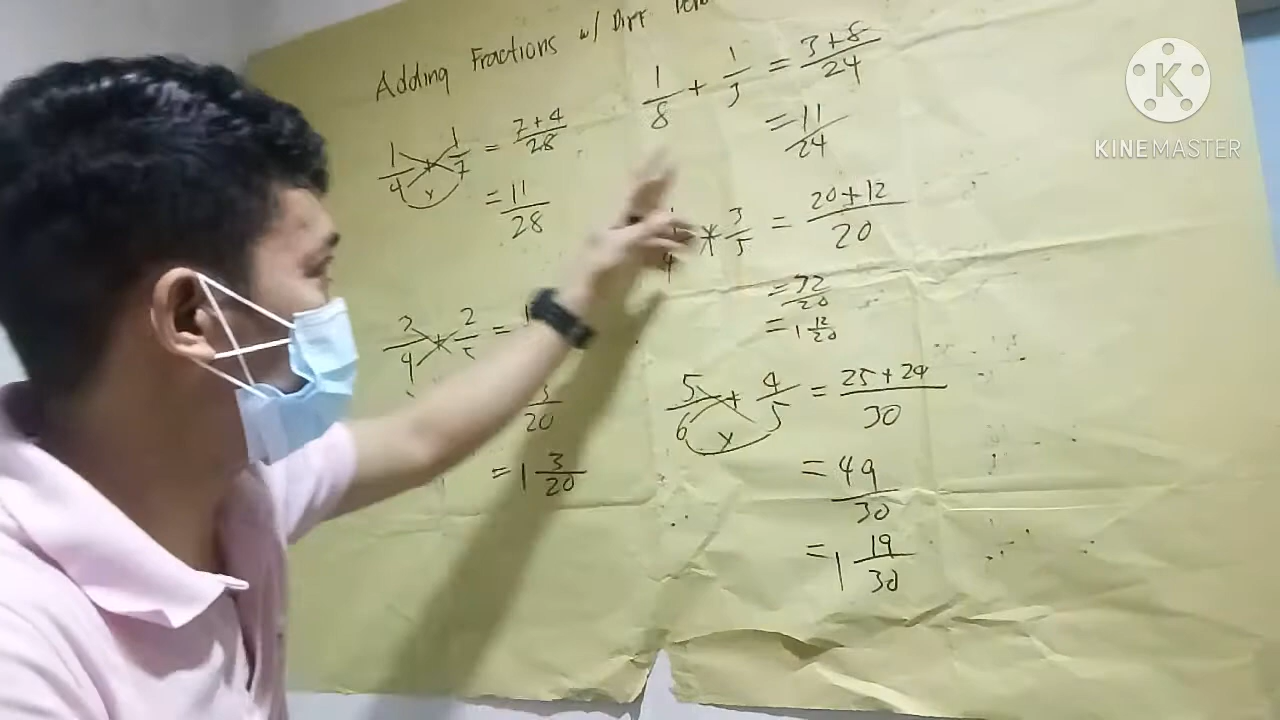 Adding Fractions w/ Diff
1/4 + 1/7 = 7+4/28
= 11/28
3/4 + 2/5 =
3/20
= 1 3/20
1/8 + 1/3 = 3+8/24
= 11/24
3/5 = 20+12/20
= 32/20
= 1 12/20
5/6 + 4/5 = 25+24/30
= 49/30
= 1 19/30
K
KINEMASTER